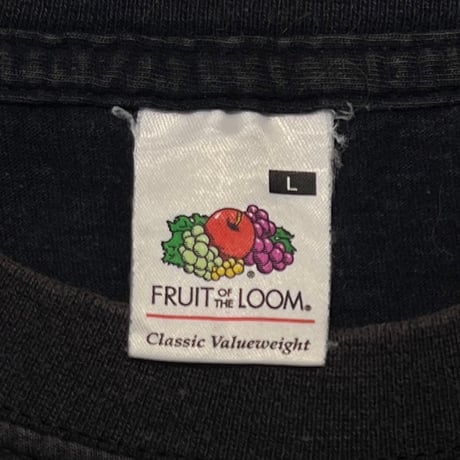 L
®
FRUIT OF THE LOOM®
Classic Valueweight